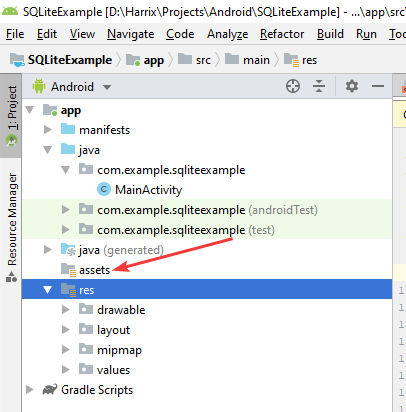 SQLiteExample [D:\Harrix\Projects\Android\SQLiteExample] - ...\app\src
File Edit View Navigate Code Analyze Refactor Build Run Too
SQLiteExample app src main res
1: Project
Resource Manager
Android
app
manifests
java
com.example.sqliteexample
MainActivity
com.example.sqliteexample (androidTest)
com.example.sqliteexample (test)
java (generated)
assets
res
drawable
layout
mipmap
values
Gradle Scripts